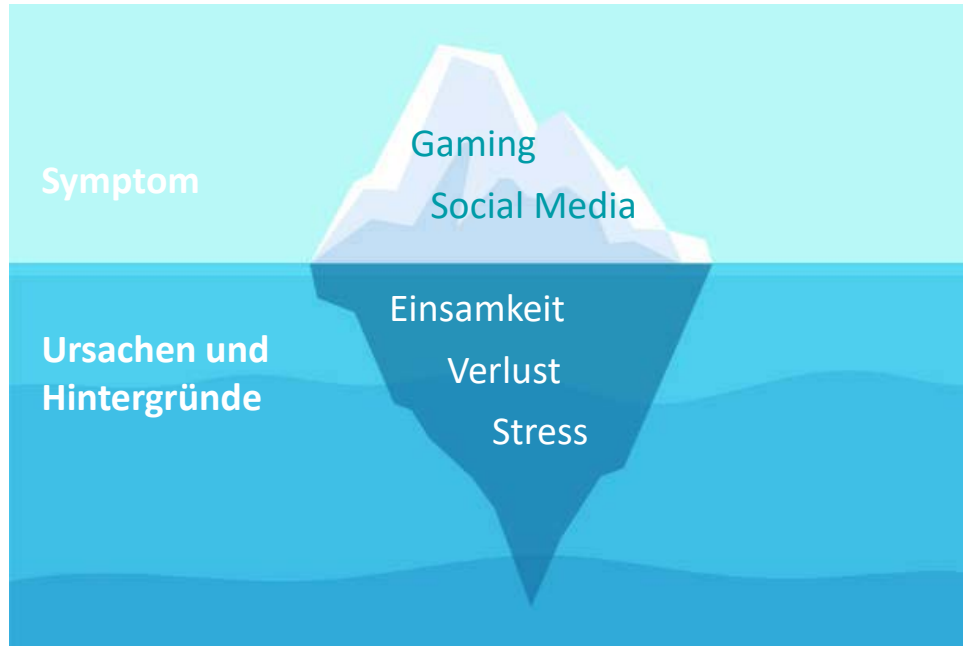 Gaming
Symptom
Social Media
Einsamkeit
Ursachen und
Hintergründe
Verlust
Stress